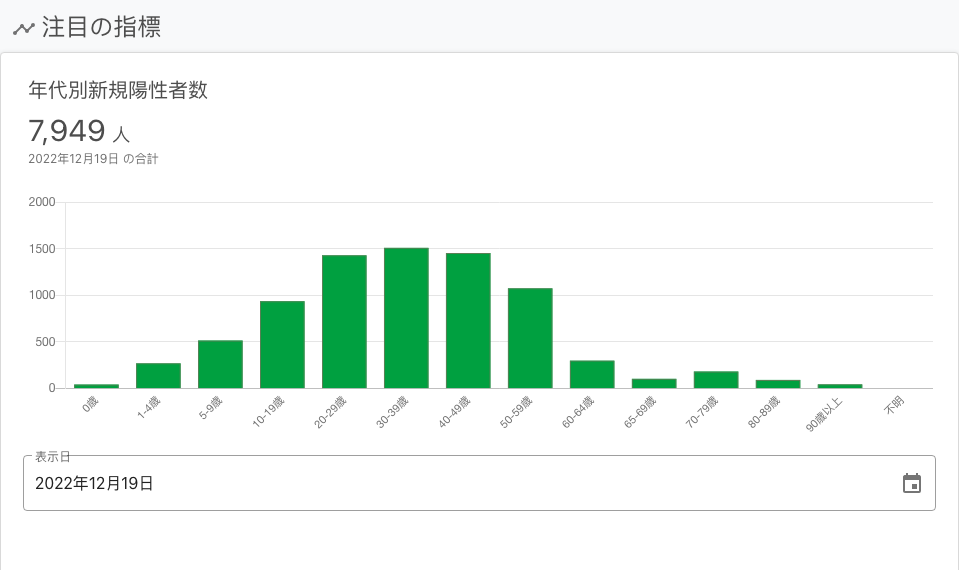 注目の指標
年代別新規陽性者数
7,949 人
2022年12月19日 の合計
2000
1500
1000
500
0
0歳
1-4歳
5-9歳
10-19歳
20-29歳
30-39歳
40-49歳
50-59歳
60-64歳
65-69歳
70-79歳
80-89歳
90歳以上
不明
表示日
2022年12月19日